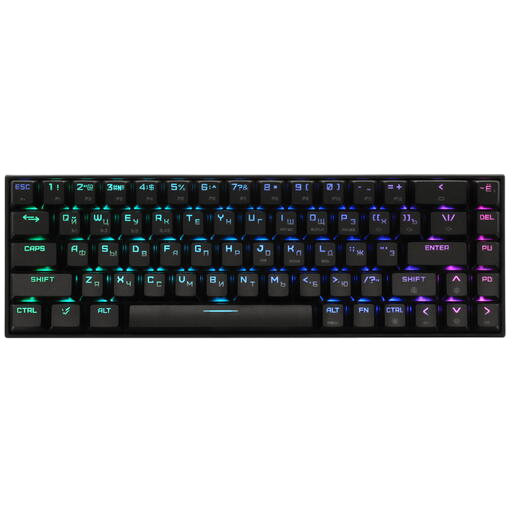 ESC 1! 2"@ 3#№ 4:$ 5% 6:^ 7?& 8* 9( 0) -_ =+ < ~Ё
Q Й W Ц E У R К T Е Y Н U Г I Ш O Щ P З [{Х ]}Ъ \|/ DEL
CAPS A Ф S Ы D В F А G П H Р J О K Л L Д ;:Ж '"Э ENTER PU
SHIFT Z Я X Ч C С V М B И N Т M Ь <,Б >.Ю /?. SHIFT ^ PD
CTRL ALT ALT FN CTRL < v >